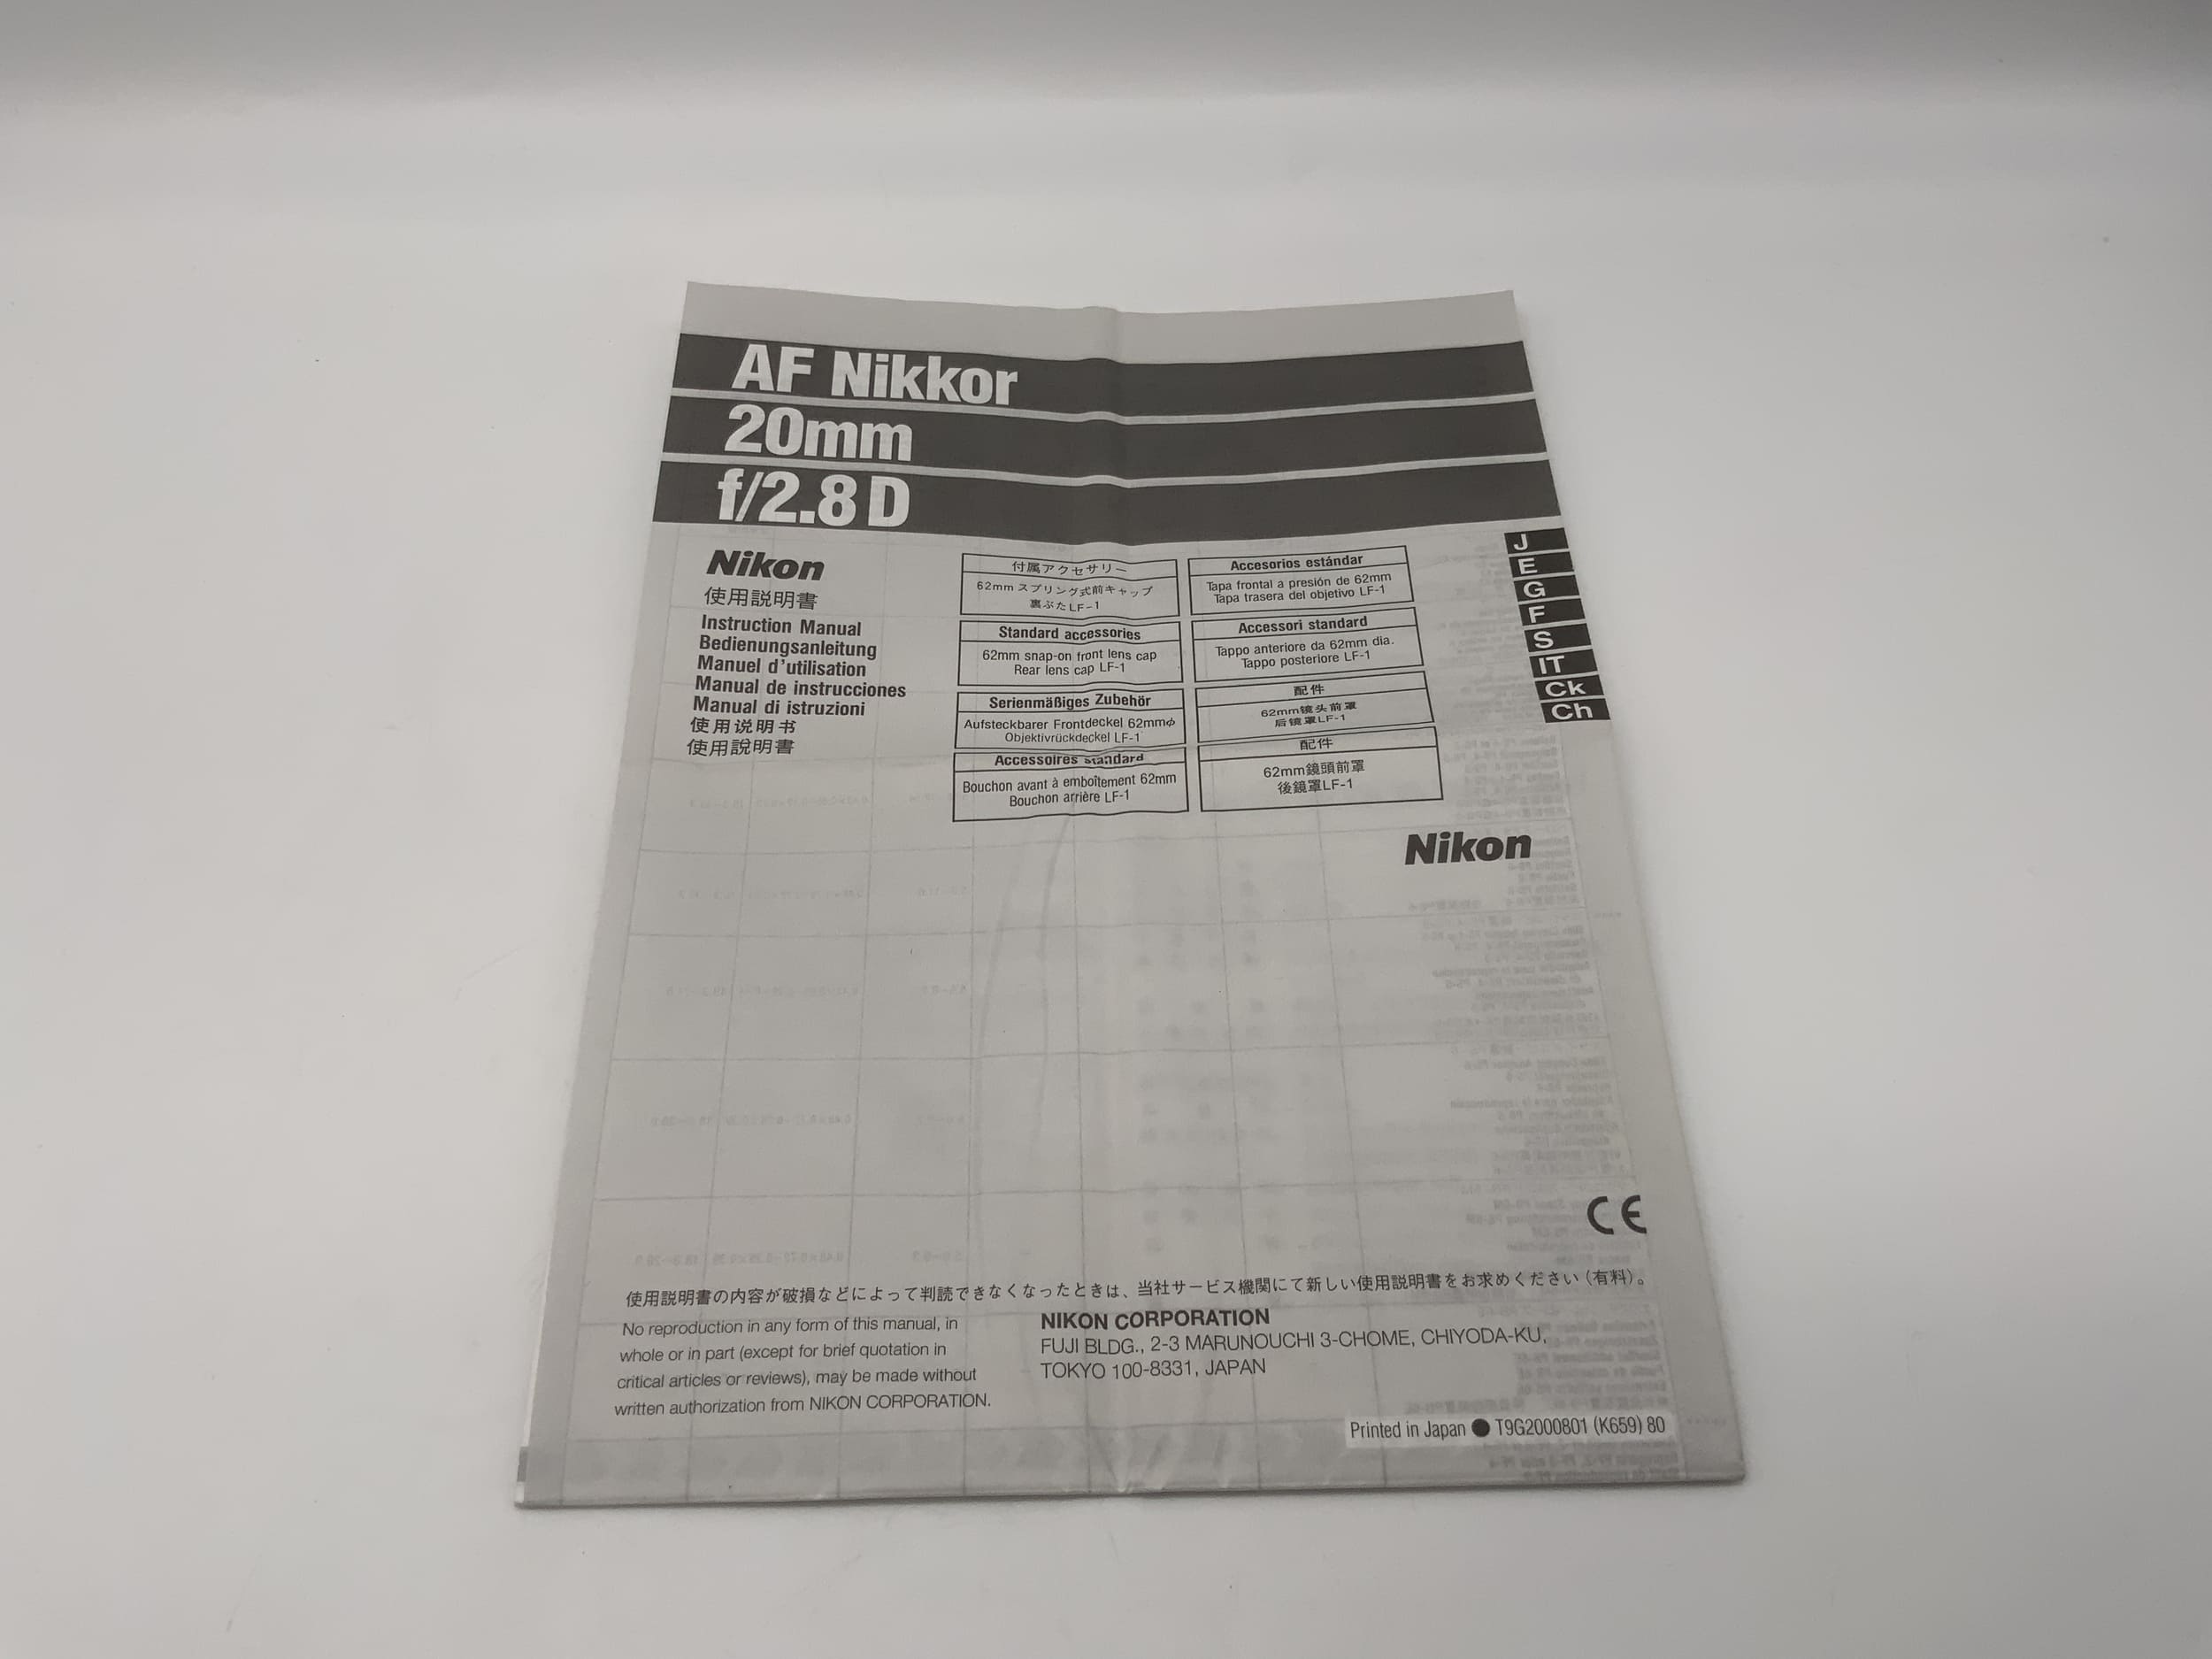 AF Nikkor
20mm
f/2.8 D
Nikon
使用説明書
Instruction Manual
Bedienungsanleitung
Manuel d'utilisation
Manual de instrucciones
Manual di istruzioni
使用说明书
使用說明書
付属アクセサリー
62mm スプリング式前キャップ
裏ぶたLF-1
Standard accessories
62mm snap-on front lens cap
Rear lens cap LF-1
Serienmäßiges Zubehör
Aufsteckbarer Frontdeckel 62mmϕ
Objektivrückdeckel LF-1
Accessoires standard
Bouchon avant à emboîtement 62mm
Bouchon arrière LF-1
Accesorios estándar
Tapa frontal a presión de 62mm
Tapa trasera del objetivo LF-1
Accessori standard
Tappo anteriore da 62mm dia.
Tappo posteriore LF-1
配件
62mm镜头前罩
后镜罩LF-1
配件
62mm鏡頭前罩
後鏡罩LF-1
J
E
G
F
S
IT
Ck
Ch
Nikon
CE
使用説明書の内容が破損などによって判読できなくなったときは、当社サービス機関にて新しい使用説明書をお求めください（有料）。
No reproduction in any form of this manual, in
whole or in part (except for brief quotation in
critical articles or reviews), may be made without
written authorization from NIKON CORPORATION.
NIKON CORPORATION
FUJI BLDG., 2-3 MARUNOUCHI 3-CHOME, CHIYODA-KU,
TOKYO 100-8331, JAPAN
Printed in Japan ● T9G2000801 (K659) 80